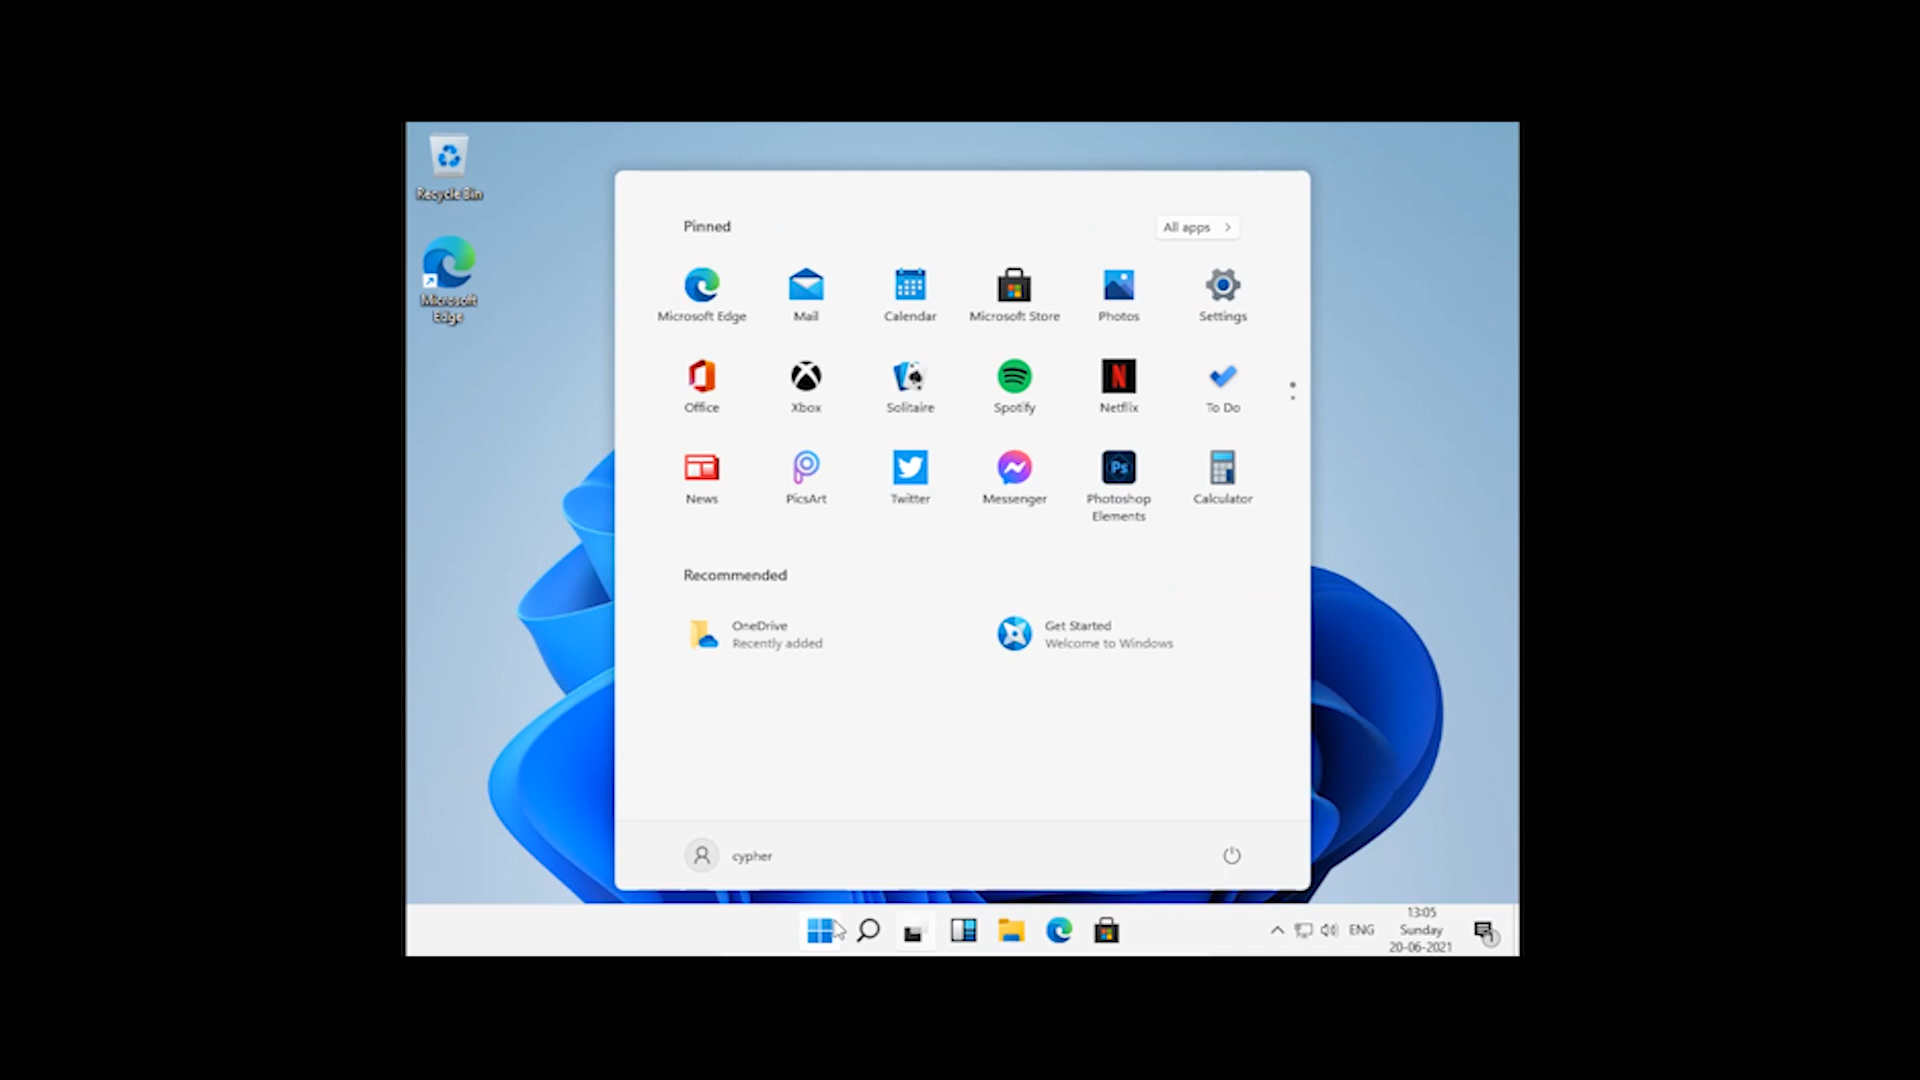 Recycle Bin
Microsoft
Edge
Pinned
All apps
Microsoft Edge
Mail
Calendar
Microsoft Store
Photos
Settings
Office
Xbox
Solitaire
Spotify
Netflix
To Do
News
PicsArt
Twitter
Messenger
Photoshop
Elements
Calculator
Recommended
OneDrive
Recently added
Get Started
Welcome to Windows
cypher
ENG
13:05
Sunday
20-06-2021
1